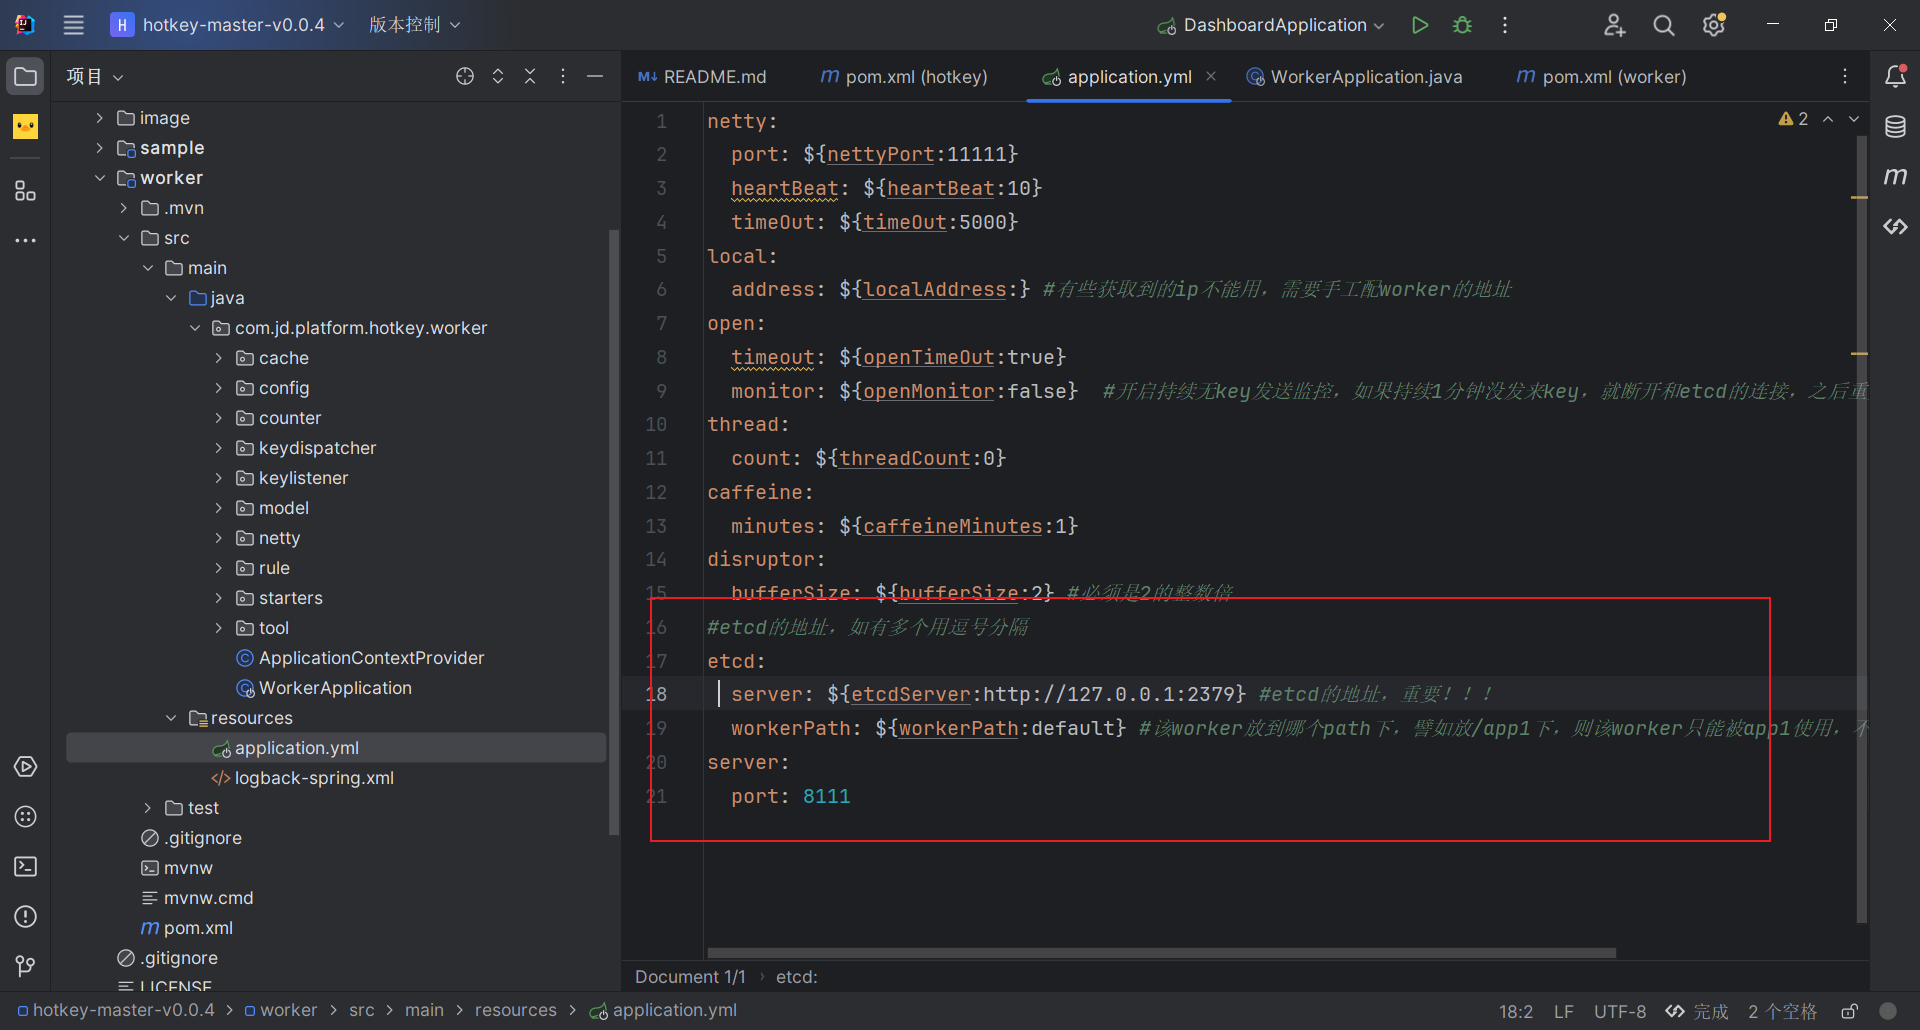 H hotkey-master-v0.0.4 版本控制 DashboardApplication
项目
image
sample
worker
.mvn
src
main
java
com.jd.platform.hotkey.worker
cache
config
counter
keydispatcher
keylistener
model
netty
rule
starters
tool
ApplicationContextProvider
WorkerApplication
resources
application.yml
logback-spring.xml
test
.gitignore
mvnw
mvnw.cmd
pom.xml
.gitignore
LICENSE
README.md pom.xml (hotkey) application.yml WorkerApplication.java pom.xml (worker)
2
1 netty:
2 port: ${nettyPort:11111}
3 heartBeat: ${heartBeat:10}
4 timeOut: ${timeOut:5000}
5 local:
6 address: ${localAddress:} #有些获取到的ip不能用，需要手工配worker的地址
7 open:
8 timeout: ${openTimeOut:true}
9 monitor: ${openMonitor:false} #开启持续无key发送监控，如果持续1分钟没发来key，就断开和etcd的连接，之后重
10 thread:
11 count: ${threadCount:0}
12 caffeine:
13 minutes: ${caffeineMinutes:1}
14 disruptor:
15 bufferSize: ${bufferSize:2} #必须是2的整数倍
16 #etcd的地址，如有多个用逗号分隔
17 etcd:
18 server: ${etcdServer:http://127.0.0.1:2379} #etcd的地址，重要！！！
19 workerPath: ${workerPath:default} #该worker放到哪个path下，譬如放/app1下，则该worker只能被app1使用，不
20 server:
21 port: 8111
Document 1/1 › etcd:
hotkey-master-v0.0.4 > worker > src > main > resources > application.yml
18:2 LF UTF-8 完成 2 个空格